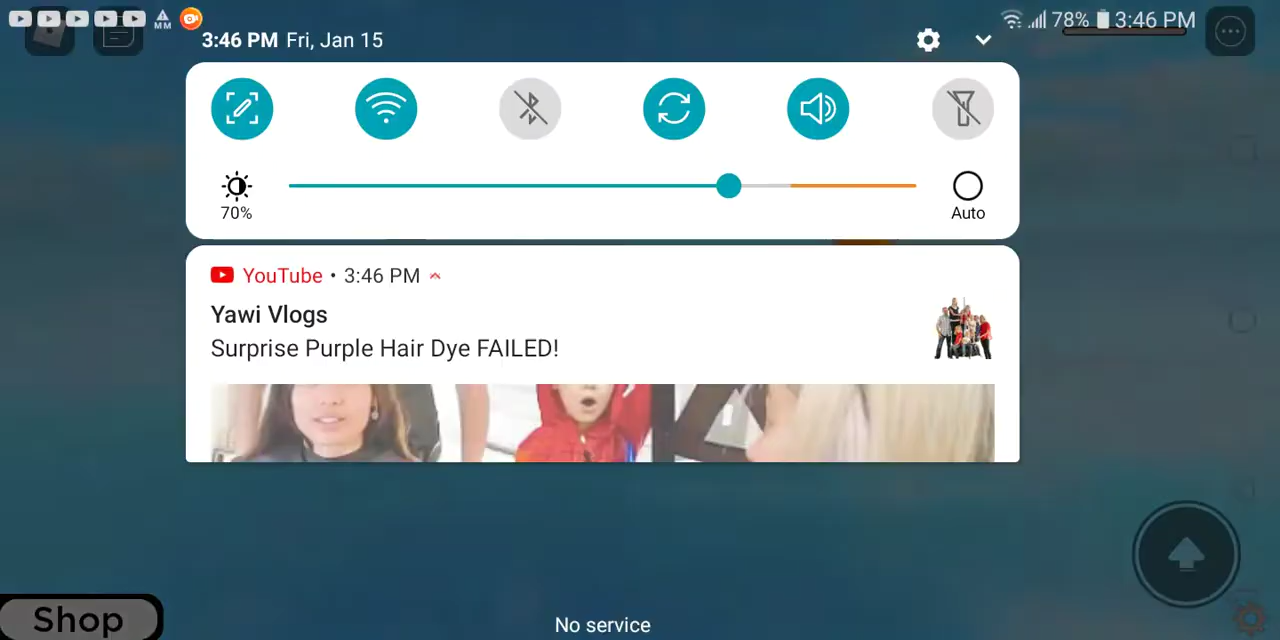 MM
78% 3:46 PM
3:46 PM Fri, Jan 15
70%
Auto
YouTube • 3:46 PM
Yawi Vlogs
Surprise Purple Hair Dye FAILED!
Shop
No service